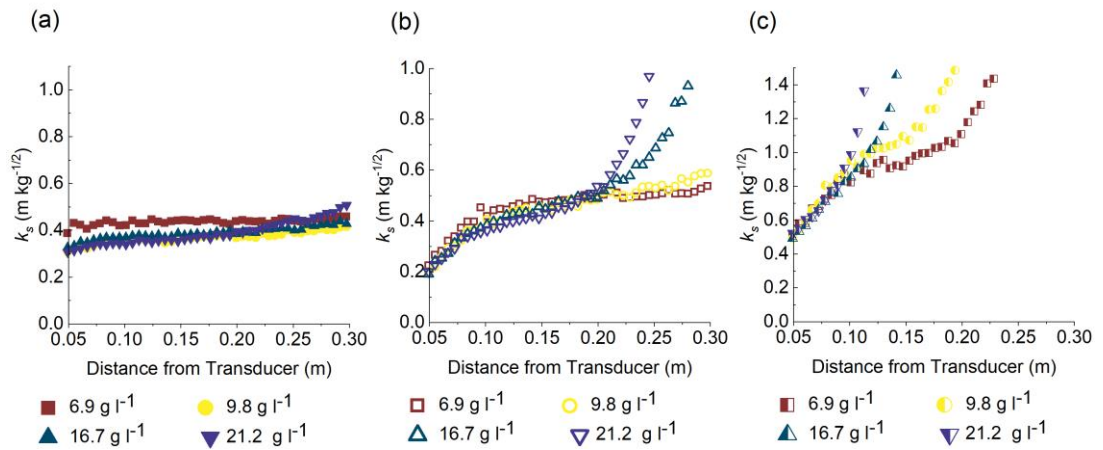 (a)
1.0
0.8
0.6
0.4
0.2
0.0
k_s (m kg^-1/2)
0.05 0.10 0.15 0.20 0.25 0.30
Distance from Transducer (m)
6.9 g l^-1 9.8 g l^-1
16.7 g l^-1 21.2 g l^-1
(b)
1.0
0.8
0.6
0.4
0.2
0.0
k_s (m kg^-1/2)
0.05 0.10 0.15 0.20 0.25 0.30
Distance from Transducer (m)
6.9 g l^-1 9.8 g l^-1
16.7 g l^-1 21.2 g l^-1
(c)
1.4
1.2
1.0
0.8
0.6
0.4
0.2
0.0
k_s (m kg^-1/2)
0.05 0.10 0.15 0.20 0.25 0.30
Distance from Transducer (m)
6.9 g l^-1 9.8 g l^-1
16.7 g l^-1 21.2 g l^-1